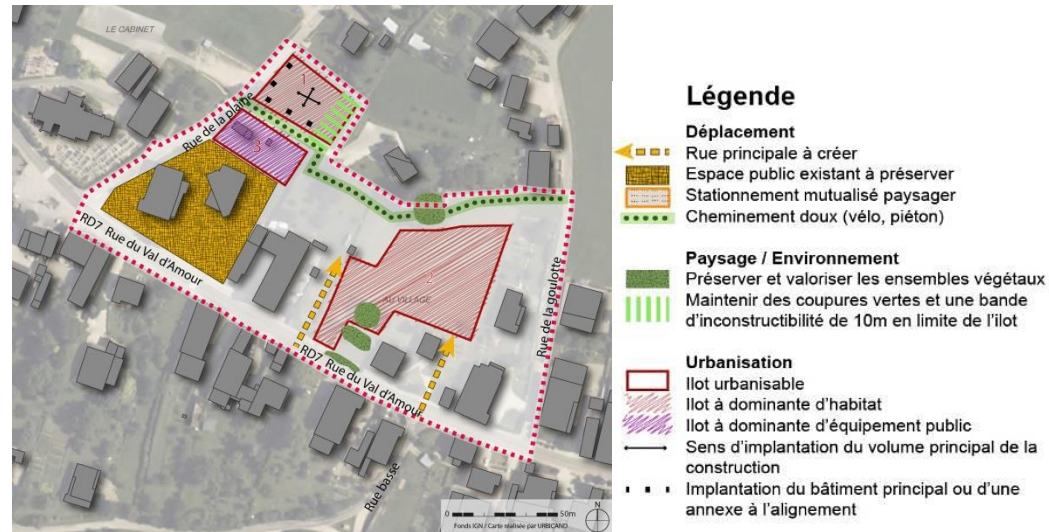 LE CABINET
Rue de la plaine
1
3
RD7 Rue du Val d'Amour
2
AU VILLAGE
Rue de la goulotte
RD7 Rue du Val d'Amour
Rue basse
0 50m
N
Fonds IGN / Carte réalisée par URBICAND
Légende
Déplacement
Rue principale à créer
Espace public existant à préserver
Stationnement mutualisé paysager
Cheminement doux (vélo, piéton)
Paysage / Environnement
Préserver et valoriser les ensembles végétaux
Maintenir des coupures vertes et une bande
d'inconstructibilité de 10m en limite de l'îlot
Urbanisation
Ilot urbanisable
Ilot à dominante d'habitat
Ilot à dominante d'équipement public
Sens d'implantation du volume principal de la
construction
Implantation du bâtiment principal ou d'une
annexe à l'alignement